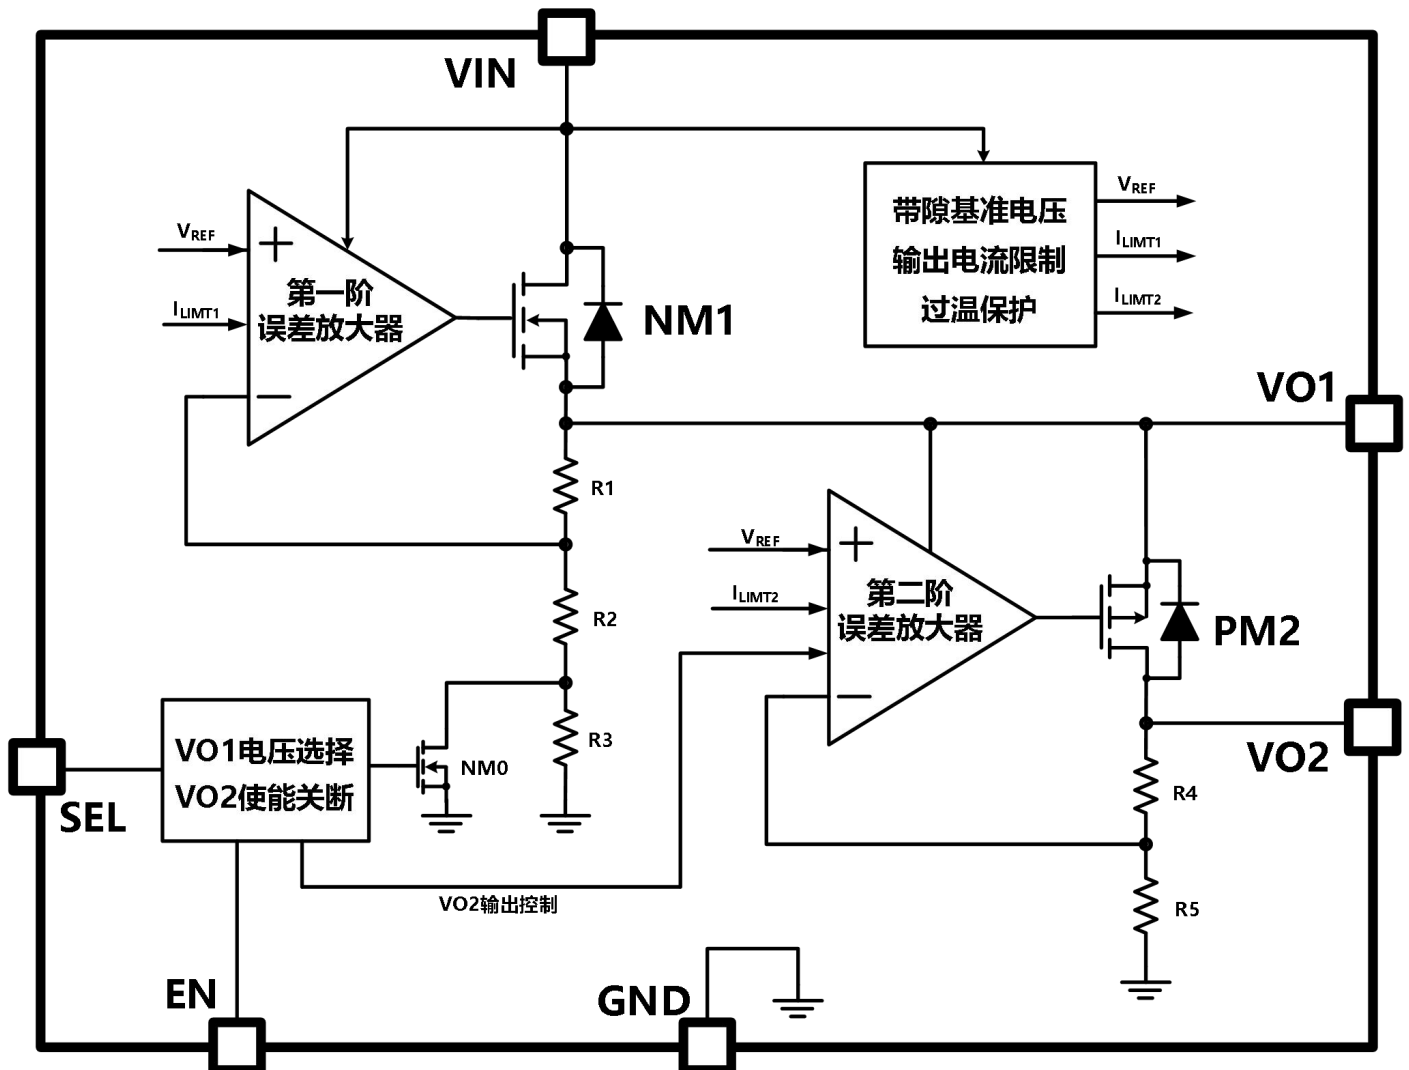 VIN
VREF
ILIMT1
+
第一阶
误差放大器
−
NM1
带隙基准电压
输出电流限制
过温保护
VREF
ILIMT1
ILIMT2
VO1
R1
R2
R3
VREF
ILIMT2
+
第二阶
误差放大器
−
PM2
VO2
R4
R5
SEL
VO1电压选择
VO2使能关断
NM0
VO2输出控制
EN
GND